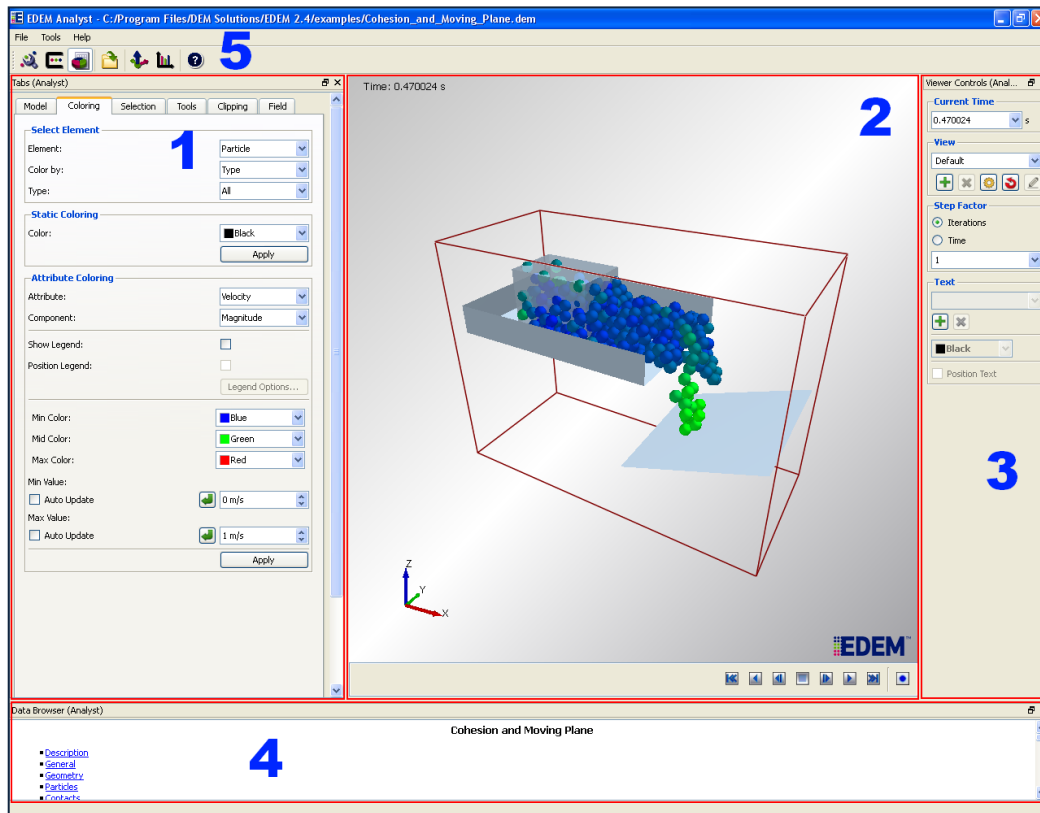 EDEM Analyst - C:/Program Files/DEM Solutions/EDEM 2.4/examples/Cohesion_and_Moving_Plane.dem
File Tools Help
5
Tabs (Analyst)
Model Coloring Selection Tools Clipping Field
1
Select Element
Element: Particle
Color by: Type
Type: All
Static Coloring
Color: Black
Apply
Attribute Coloring
Attribute: Velocity
Component: Magnitude
Show Legend:
Position Legend:
Legend Options...
Min Color: Blue
Mid Color: Green
Max Color: Red
Min Value:
Auto Update 0 m/s
Max Value:
Auto Update 1 m/s
Apply
Time: 0.470024 s
2
Z
Y
X
EDEM™
Viewer Controls (Anal...
Current Time
0.470024 s
View
Default
Step Factor
Iterations
Time
1
Text
Black
Position Text
3
Data Browser (Analyst)
Cohesion and Moving Plane
Description
General
Geometry
Particles
Contacts
4